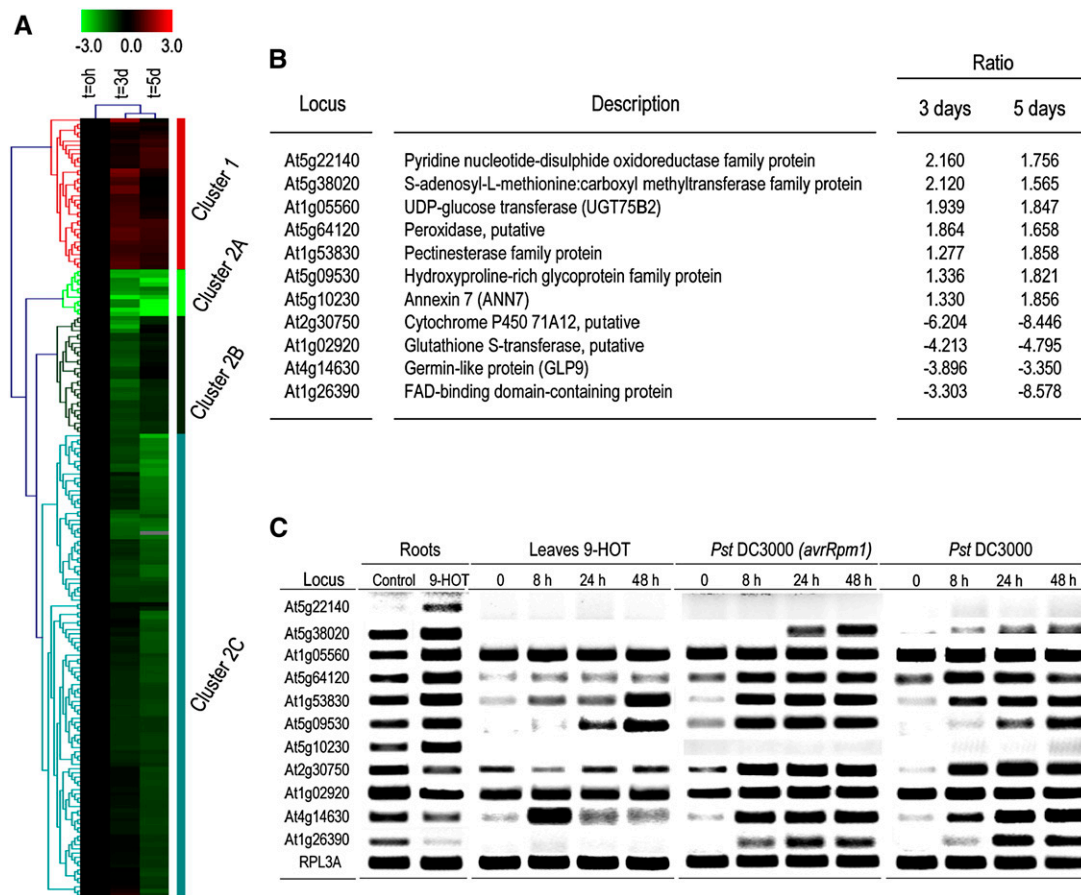 A
-3.0 0.0 3.0
t=oh t=3d t=5d
Cluster 1
Cluster 2A
Cluster 2B
Cluster 2C
B
Ratio
Locus Description 3 days 5 days
At5g22140 Pyridine nucleotide-disulphide oxidoreductase family protein 2.160 1.756
At5g38020 S-adenosyl-L-methionine:carboxyl methyltransferase family protein 2.120 1.565
At1g05560 UDP-glucose transferase (UGT75B2) 1.939 1.847
At5g64120 Peroxidase, putative 1.864 1.658
At1g53830 Pectinesterase family protein 1.277 1.858
At5g09530 Hydroxyproline-rich glycoprotein family protein 1.336 1.821
At5g10230 Annexin 7 (ANN7) 1.330 1.856
At2g30750 Cytochrome P450 71A12, putative -6.204 -8.446
At1g02920 Glutathione S-transferase, putative -4.213 -4.795
At4g14630 Germin-like protein (GLP9) -3.896 -3.350
At1g26390 FAD-binding domain-containing protein -3.303 -8.578
C
Roots Leaves 9-HOT Pst DC3000 (avrRpm1) Pst DC3000
Locus Control 9-HOT 0 8 h 24 h 48 h 0 8 h 24 h 48 h 0 8 h 24 h 48 h
At5g22140
At5g38020
At1g05560
At5g64120
At1g53830
At5g09530
At5g10230
At2g30750
At1g02920
At4g14630
At1g26390
RPL3A